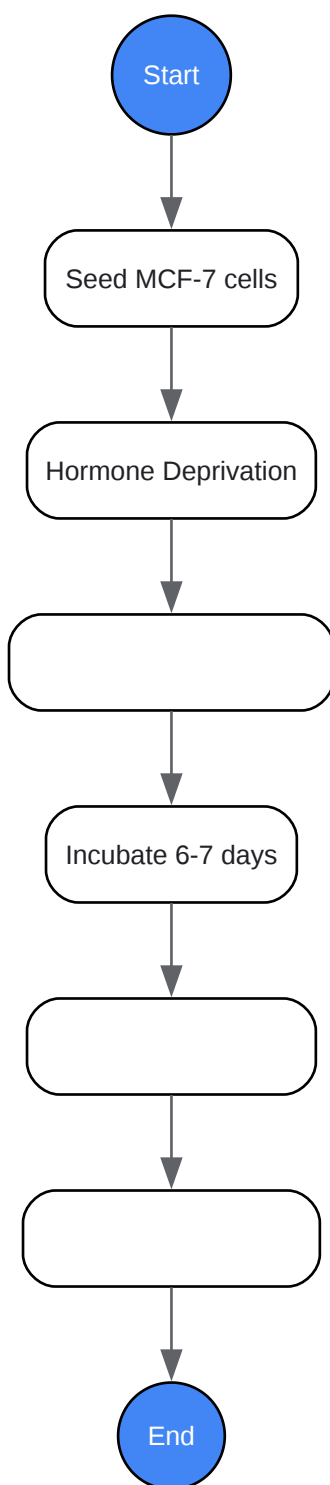 Start
Seed MCF-7 cells
Hormone Deprivation
Incubate 6-7 days
End